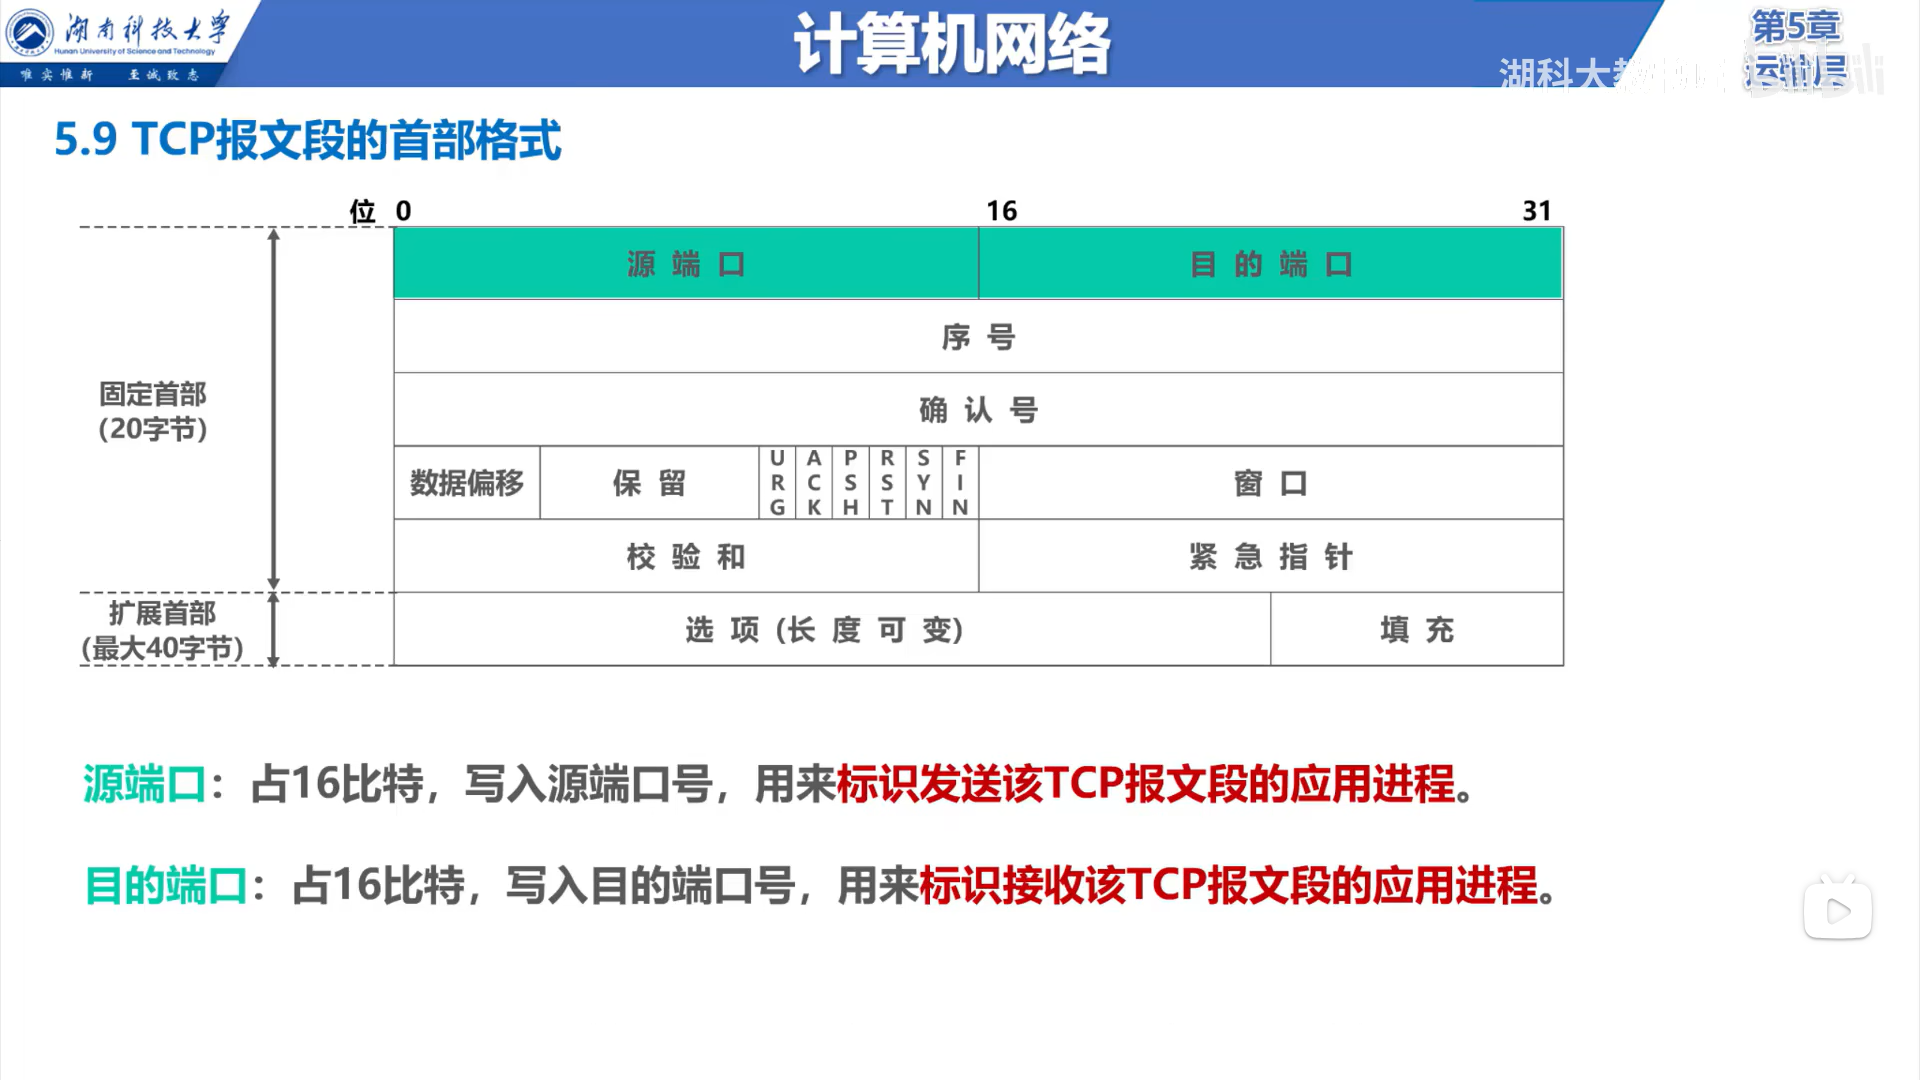 湖南科技大学
Hunan University of Science and Technology
唯实惟新 至诚致志
计算机网络
第5章
运输层
湖科大教
5.9 TCP报文段的首部格式
位 0 16 31
源端口 目的端口
序号
确认号
固定首部
(20字节)
数据偏移 保留 URG ACK PSH RST SYN FIN 窗口
校验和 紧急指针
扩展首部
(最大40字节)
选项(长度可变) 填充
源端口：占16比特，写入源端口号，用来标识发送该TCP报文段的应用进程。
目的端口：占16比特，写入目的端口号，用来标识接收该TCP报文段的应用进程。